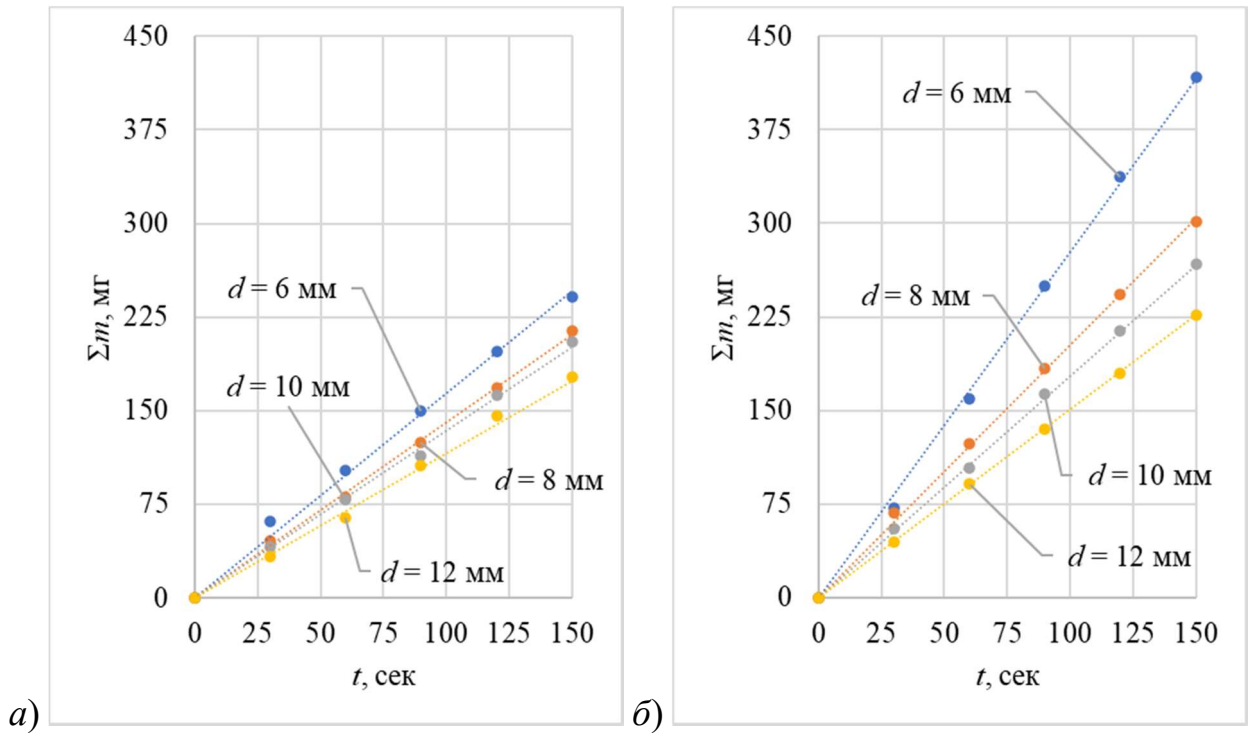 450
375
300
225
150
75
0
Σm, мг
d = 6 мм
d = 10 мм
d = 8 мм
d = 12 мм
0 25 50 75 100 125 150
t, сек
а)
450
375
300
225
150
75
0
Σm, мг
d = 6 мм
d = 8 мм
d = 10 мм
d = 12 мм
0 25 50 75 100 125 150
t, сек
б)